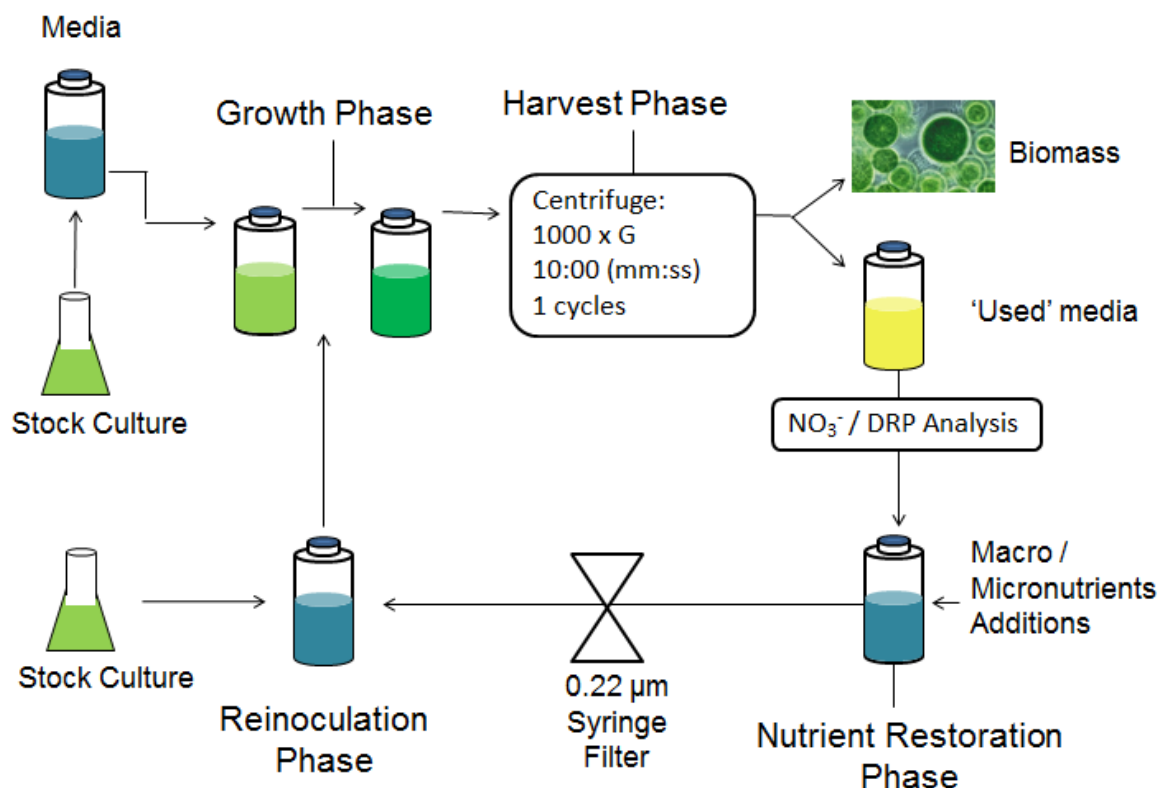 Media
Growth Phase
Harvest Phase
Centrifuge:
1000 x G
10:00 (mm:ss)
1 cycles
Biomass
'Used' media
Stock Culture
NO₃⁻ / DRP Analysis
Macro /
Micronutrients
Additions
Stock Culture
Reinoculation
Phase
0.22 µm
Syringe
Filter
Nutrient Restoration
Phase